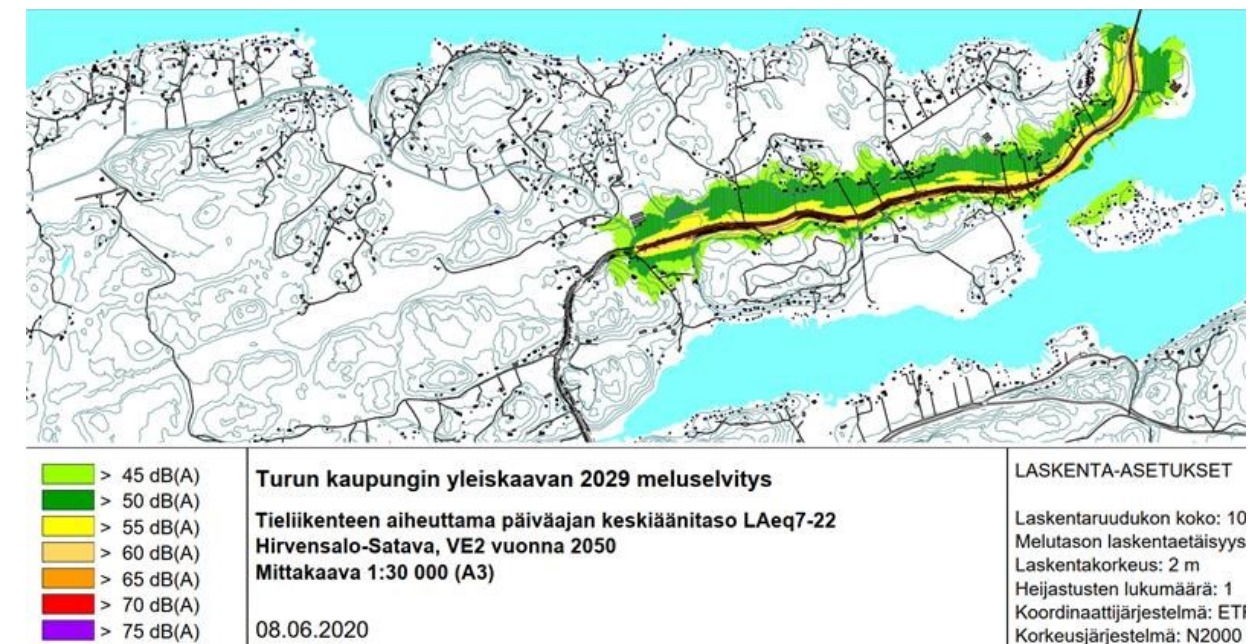 > 45 dB(A)
> 50 dB(A)
> 55 dB(A)
> 60 dB(A)
> 65 dB(A)
> 70 dB(A)
> 75 dB(A)
Turun kaupungin yleiskaavan 2029 meluselvitys
Tieliikenteen aiheuttama päiväajan keskiäänitaso LAeq7-22
Hirvensalo-Satava, VE2 vuonna 2050
Mittakaava 1:30 000 (A3)
08.06.2020
LASKENTA-ASETUKSET
Laskentaruudukon koko: 10
Melutason laskentaetäisyys
Laskentakorkeus: 2 m
Heijastusten lukumäärä: 1
Koordinaattijärjestelmä:
Korkeusjärjestelmä: N2000